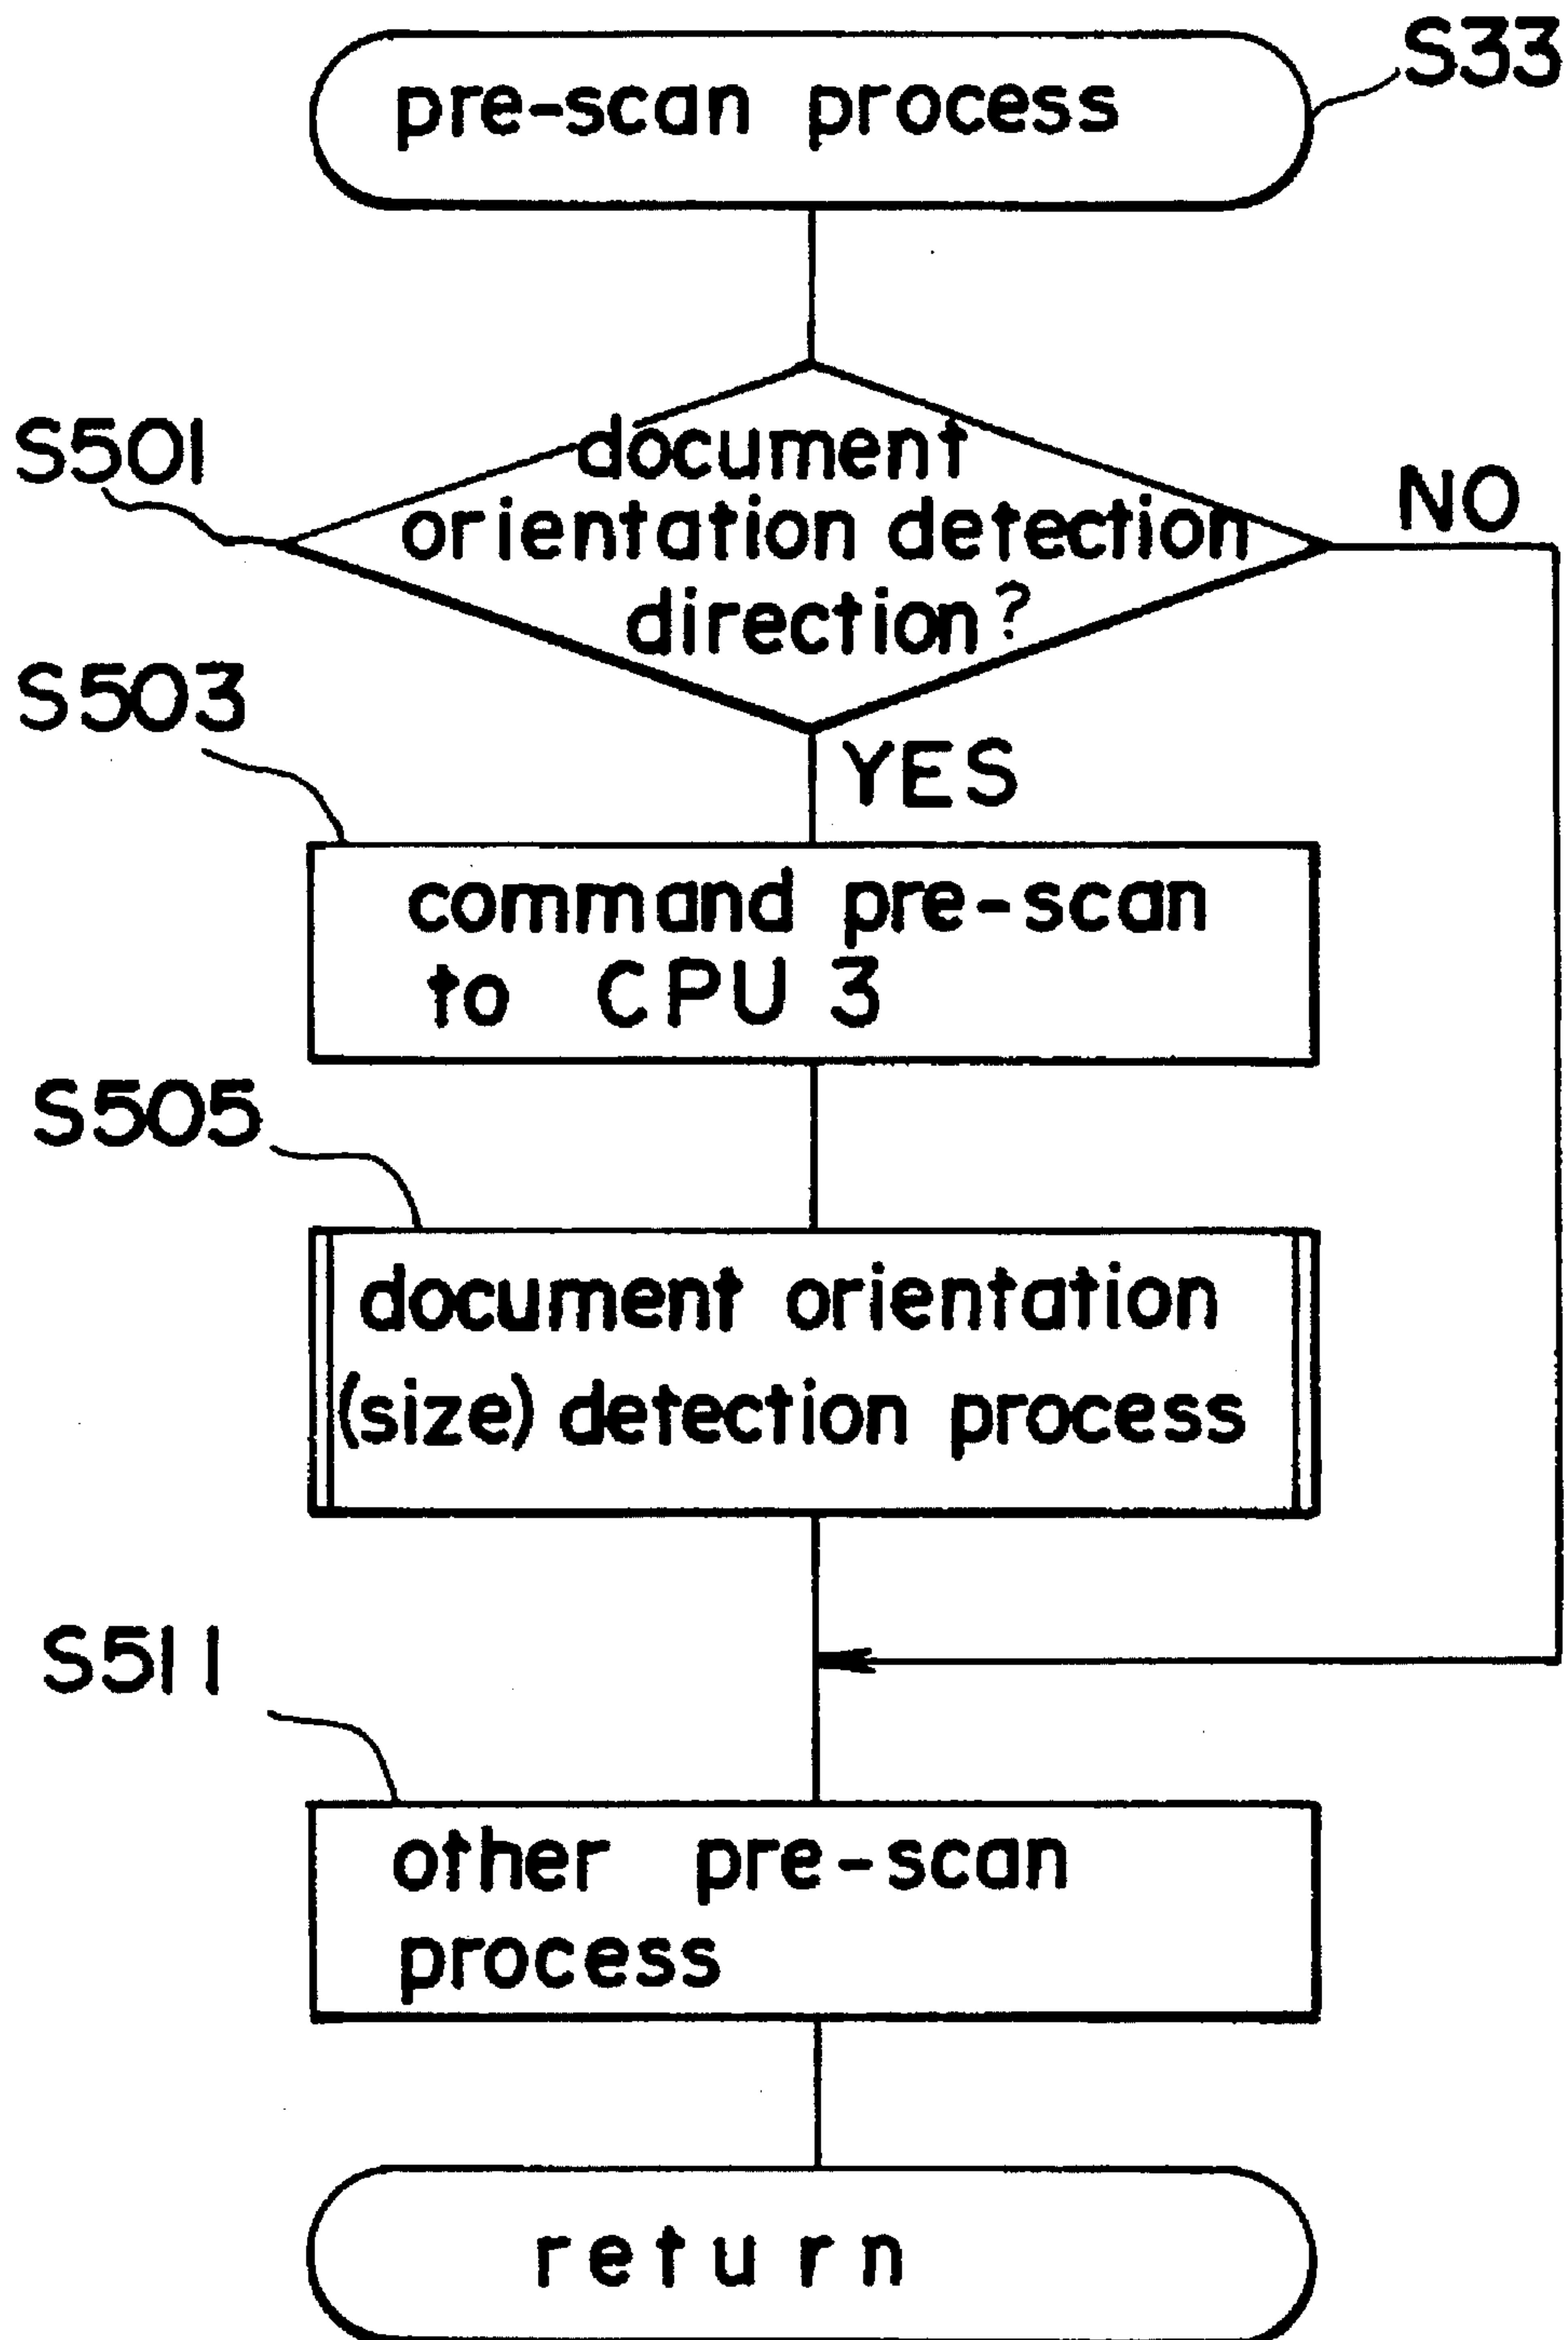 pre-scan process
S33
S501
document
orientation detection
direction?
NO
S503
YES
command pre-scan
to CPU 3
S505
document orientation
(size) detection process
S511
other pre-scan
process
return